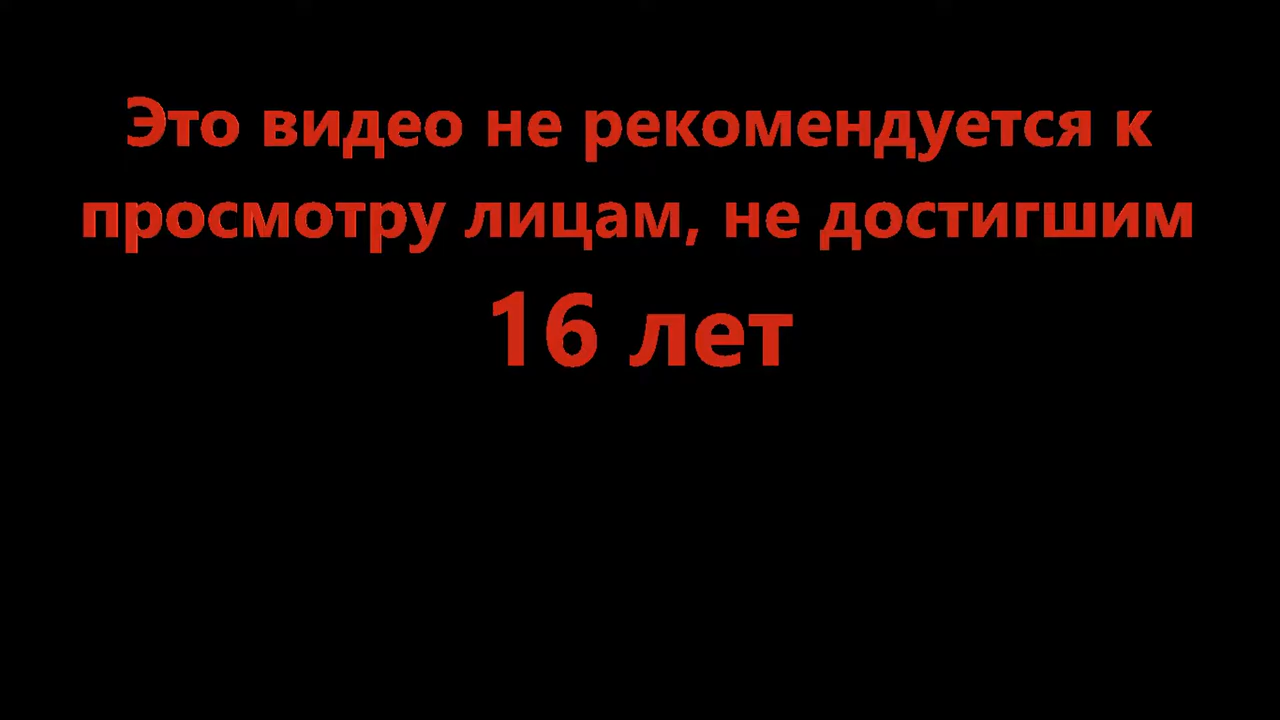 Это видео не рекомендуется к
просмотру лицам, не достигшим
16 лет